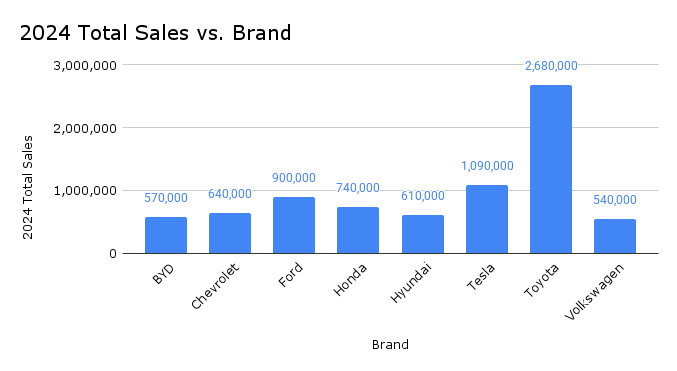 2024 Total Sales vs. Brand
3,000,000
2,000,000
1,000,000
0
2024 Total Sales
570,000
640,000
900,000
740,000
610,000
1,090,000
2,680,000
540,000
BYD
Chevrolet
Ford
Honda
Hyundai
Tesla
Toyota
Volkswagen
Brand